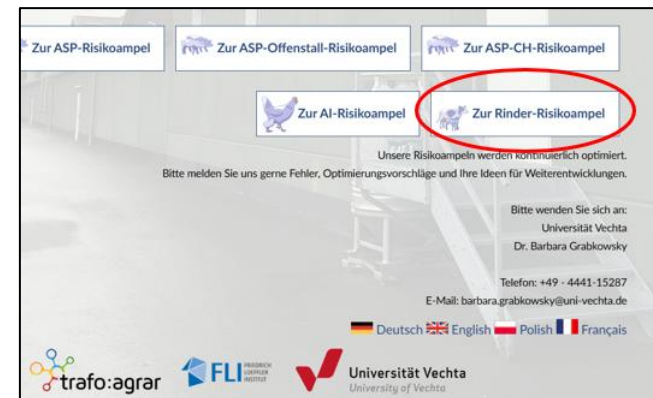 Zur ASP-Risikoampel
Zur ASP-Offenstall-Risikoampel
Zur ASP-CH-Risikoampel
Zur AI-Risikoampel
Zur Rinder-Risikoampel
Unsere Risikoampeln werden kontinuierlich optimiert.
Bitte melden Sie uns gerne Fehler, Optimierungsvorschläge und Ihre Ideen für Weiterentwicklungen.
Bitte wenden Sie sich an:
Universität Vechta
Dr. Barbara Grabkowsky
Telefon: +49 - 4441-15287
E-Mail: barbara.grabkowsky@uni-vechta.de
Deutsch English Polish Français
trafo:agrar
FLI FRIEDRICH LOEFFLER INSTITUT
Universität Vechta
University of Vechta